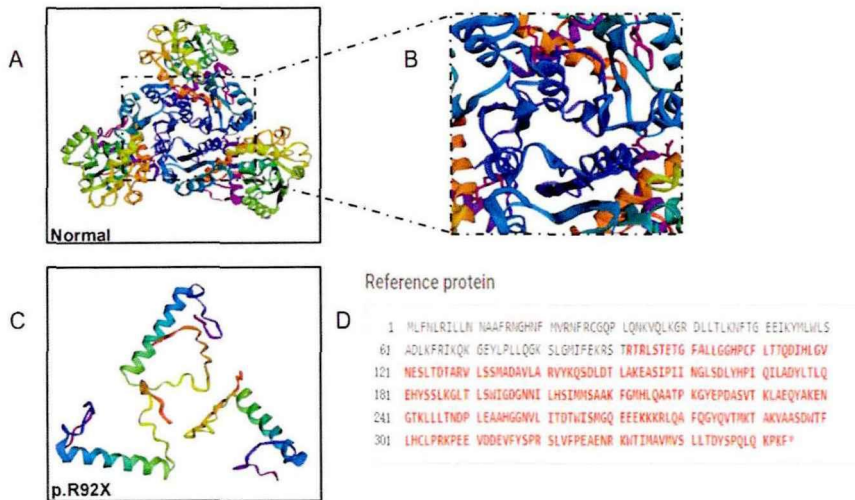 A
B
Normal
C
D
Reference protein
1 MLFNLRILLN NAAFRNGHNF MVRNFRCGQP LQNKVQLKGR DLLTLKNFTG EEIKYMLWLS
61 ADLKFRIKQK GEYLPLLQGK SLGMIFEKRS TRTRLSTETG FALLGGHPCF LTTQDIHLGV
121 NESLTDTARV LSSMADAVLA RVYKQSDLDT LAKEASIPII NGLSDLYHPI QILADYLTLQ
181 EHYSSLKGLT LSWIGDGNNI LHSIMMSAAK FGMHLQAATP KGYEPDASVT KLAEQYAKEN
241 GTKLLLTNDP LEAAHGGNVL ITDTWISMGQ EEEKKKRLQA FQGYQVTMKT AKVAASDWTF
301 LHCLPRKPEE VDDEVFYSPR SLVFPEAENR KWTIMAVMVS LLTDYSPQLQ KPKF*
p.R92X